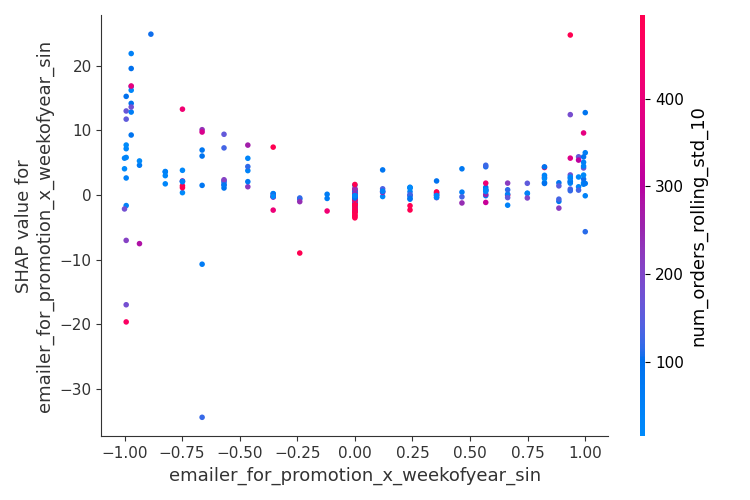 SHAP value for
emailer_for_promotion_x_weekofyear_sin
20
10
0
−10
−20
−30
−1.00 −0.75 −0.50 −0.25 0.00 0.25 0.50 0.75 1.00
emailer_for_promotion_x_weekofyear_sin
400
300
200
100
num_orders_rolling_std_10